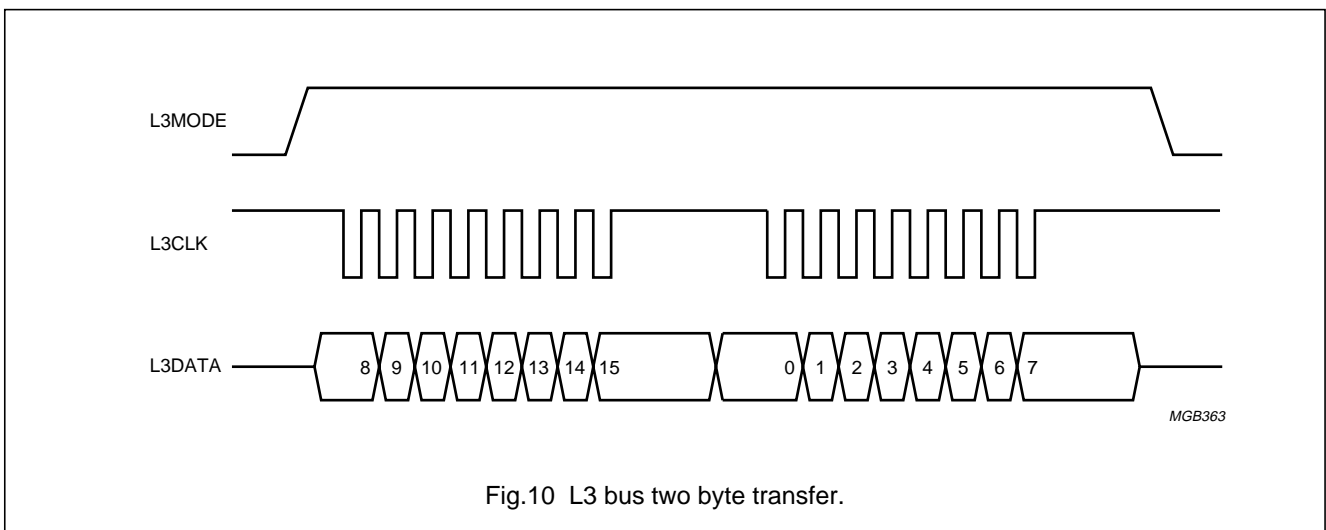 L3MODE
L3CLK
L3DATA 8 9 10 11 12 13 14 15 0 1 2 3 4 5 6 7
MGB363
Fig.10 L3 bus two byte transfer.